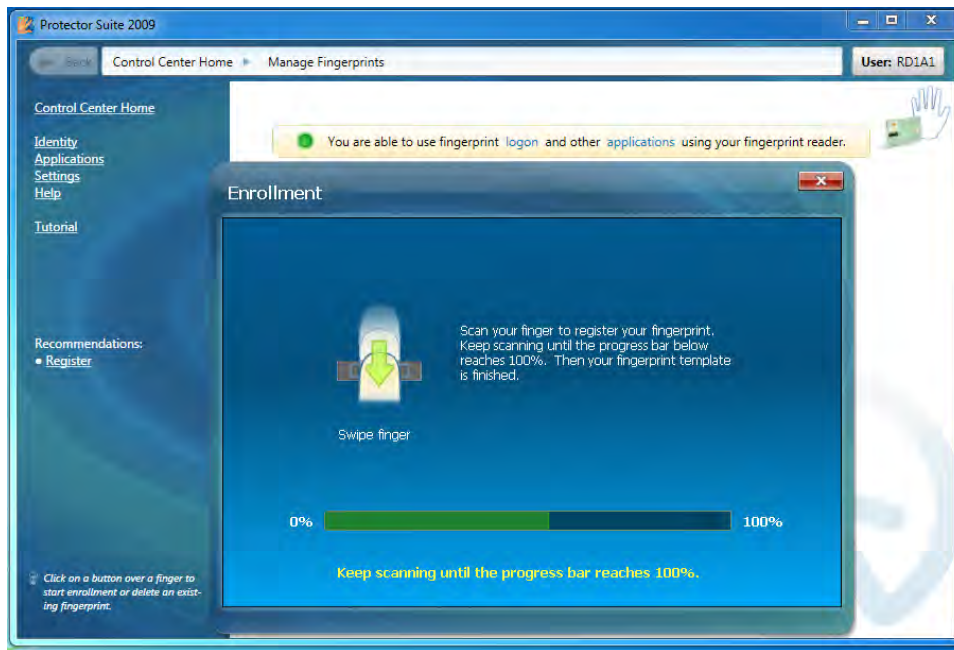 Protector Suite 2009
Back
Control Center Home
Manage Fingerprints
User: RD1A1
Control Center Home
Identity
Applications
Settings
Help
Tutorial
Recommendations:
• Register
Click on a button over a finger to
start enrollment or delete an exist-
ing fingerprint.
You are able to use fingerprint logon and other applications using your fingerprint reader.
Enrollment
Scan your finger to register your fingerprint.
Keep scanning until the progress bar below
reaches 100%. Then your fingerprint template
is finished.
Swipe finger
0%
100%
Keep scanning until the progress bar reaches 100%.